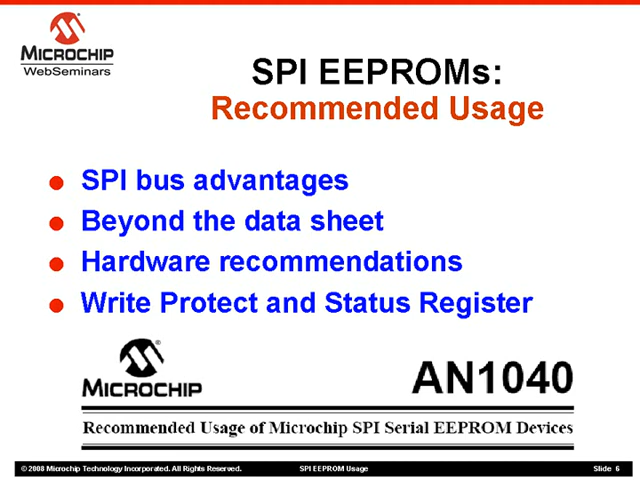 MICROCHIP
WebSeminars
SPI EEPROMs:
Recommended Usage
SPI bus advantages
Beyond the data sheet
Hardware recommendations
Write Protect and Status Register
MICROCHIP
AN1040
Recommended Usage of Microchip SPI Serial EEPROM Devices
© 2008 Microchip Technology Incorporated. All Rights Reserved. SPI EEPROM Usage Slide 6